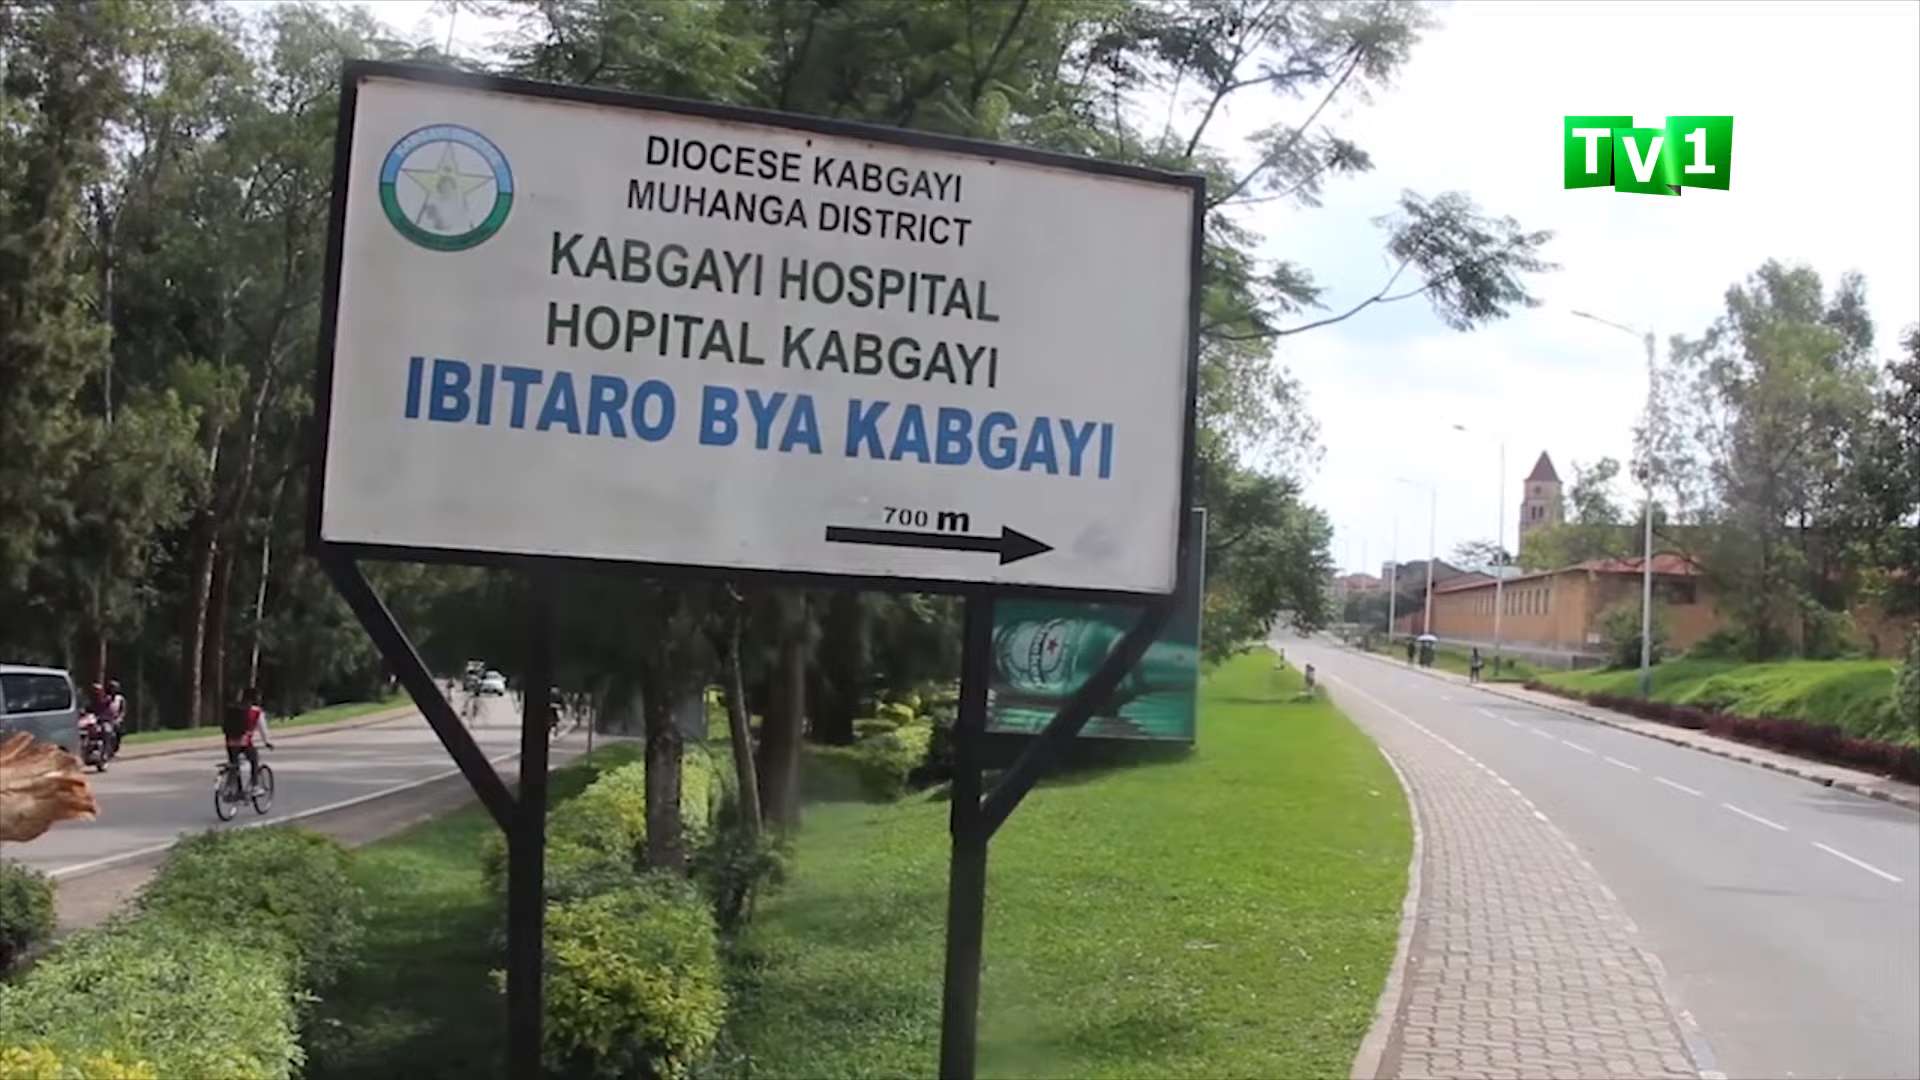 DIOCESE KABGAYI
MUHANGA DISTRICT
KABGAYI HOSPITAL
HOPITAL KABGAYI
IBITARO BYA KABGAYI
700 m
TV1